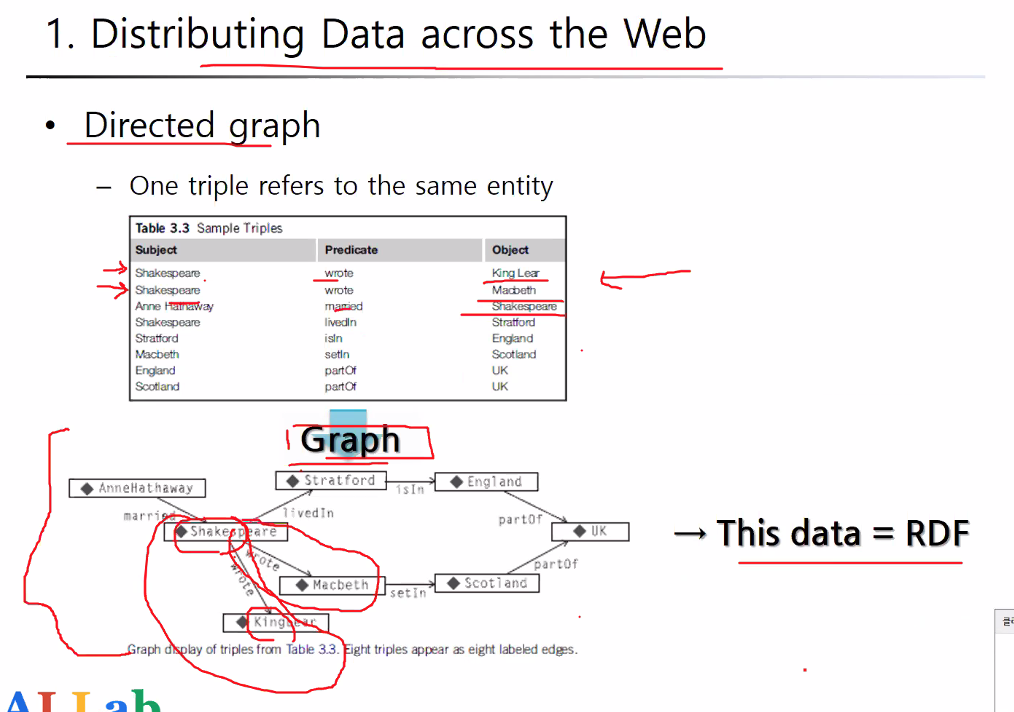 1. Distributing Data across the Web
• Directed graph
– One triple refers to the same entity
Table 3.3 Sample Triples
Subject Predicate Object
Shakespeare wrote King Lear
Shakespeare wrote Macbeth
Anne Hathaway married Shakespeare
Shakespeare livedIn Stratford
Stratford isIn England
Macbeth setIn Scotland
England partOf UK
Scotland partOf UK
Graph
AnneHathaway
Stratford
isIn
England
married
livedIn
Shakespeare
partOf
UK
→ This data = RDF
wrote
wrote
Macbeth
setIn
Scotland
partOf
KingLear
Graph display of triples from Table 3.3. Eight triples appear as eight labeled edges.
AI Lab